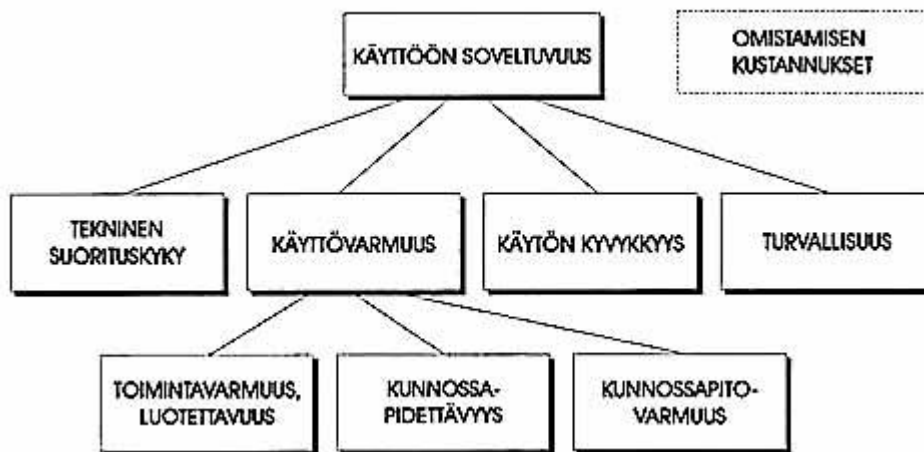 KÄYTTÖÖN SOVELTUVUUS
OMISTAMISEN
KUSTANNUKSET
TEKNINEN
SUORITUSKYKY
KÄYTTÖVARMUUS
KÄYTÖN KYVYKKYYS
TURVALLISUUS
TOIMINTAVARMUUS,
LUOTETTAVUUS
KUNNOSSA-
PIDETTÄVYYS
KUNNOSSAPITO-
VARMUUS